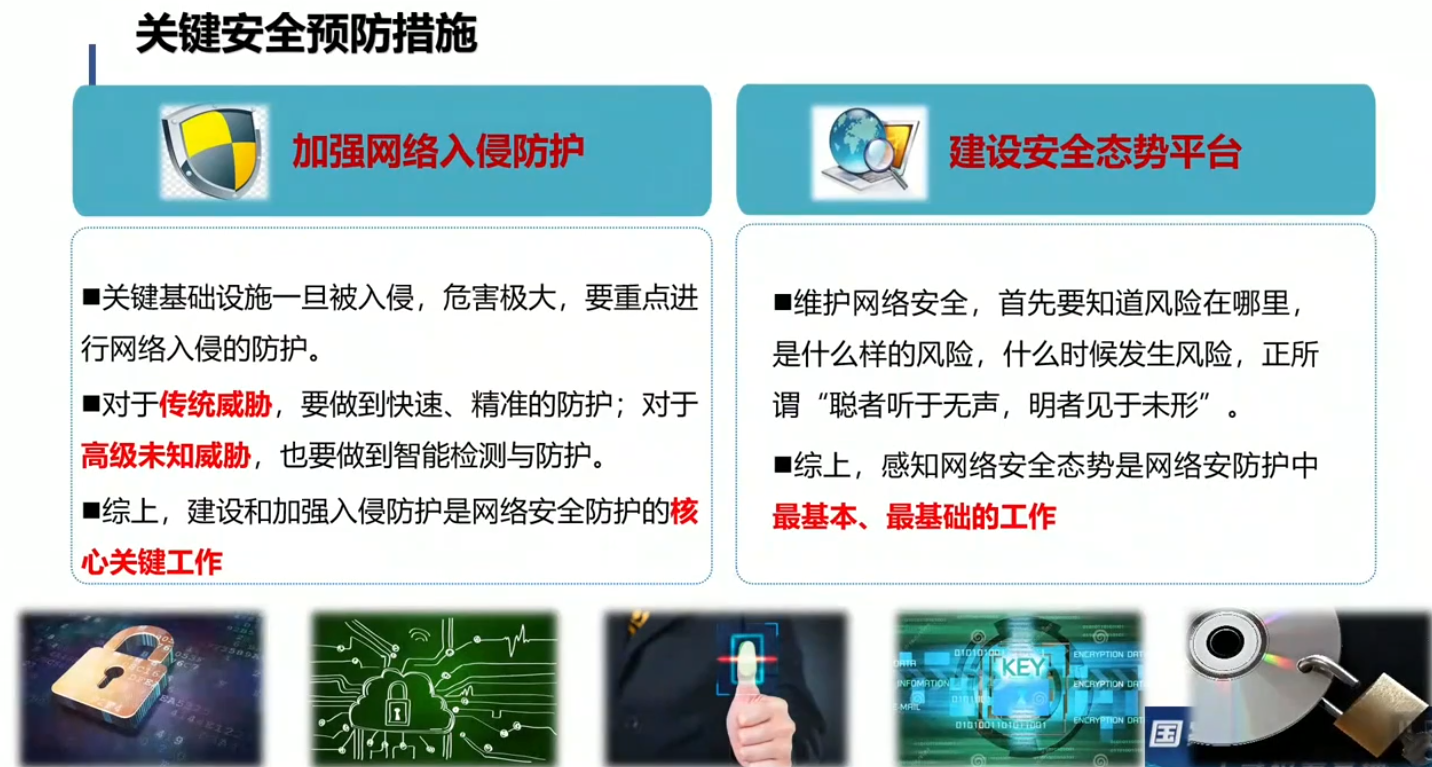 关键安全预防措施
加强网络入侵防护
■关键基础设施一旦被入侵，危害极大，要重点进
行网络入侵的防护。
■对于传统威胁，要做到快速、精准的防护；对于
高级未知威胁，也要做到智能检测与防护。
■综上，建设和加强入侵防护是网络安全防护的核
心关键工作
建设安全态势平台
■维护网络安全，首先要知道风险在哪里，
是什么样的风险，什么时候发生风险，正所
谓“聪者听于无声，明者见于未形”。
■综上，感知网络安全态势是网络安防护中
最基本、最基础的工作
KEY
ENCRYPTION DAT
ENCRYPTION DAT
ENCRYPTION DAT
DATA
INFOMATION
E-MAIL
国